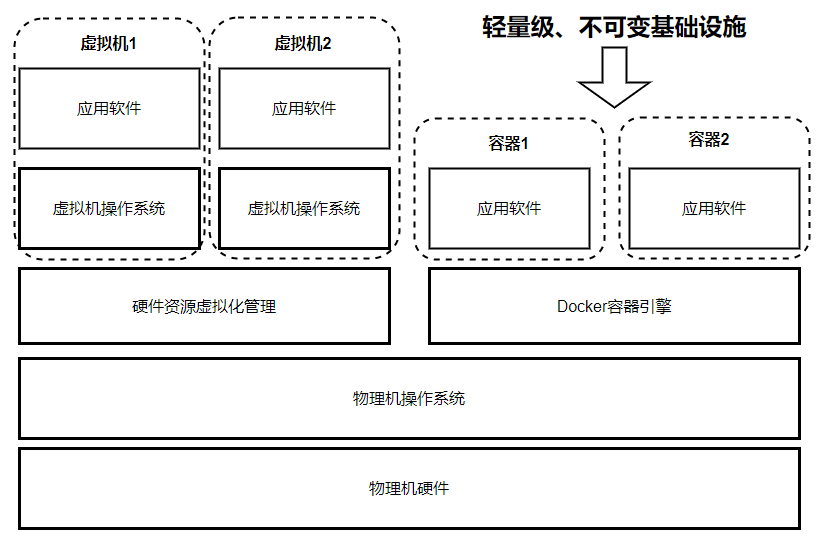 轻量级、不可变基础设施
虚拟机1
虚拟机2
应用软件
应用软件
容器1
容器2
虚拟机操作系统
虚拟机操作系统
应用软件
应用软件
硬件资源虚拟化管理
Docker容器引擎
物理机操作系统
物理机硬件